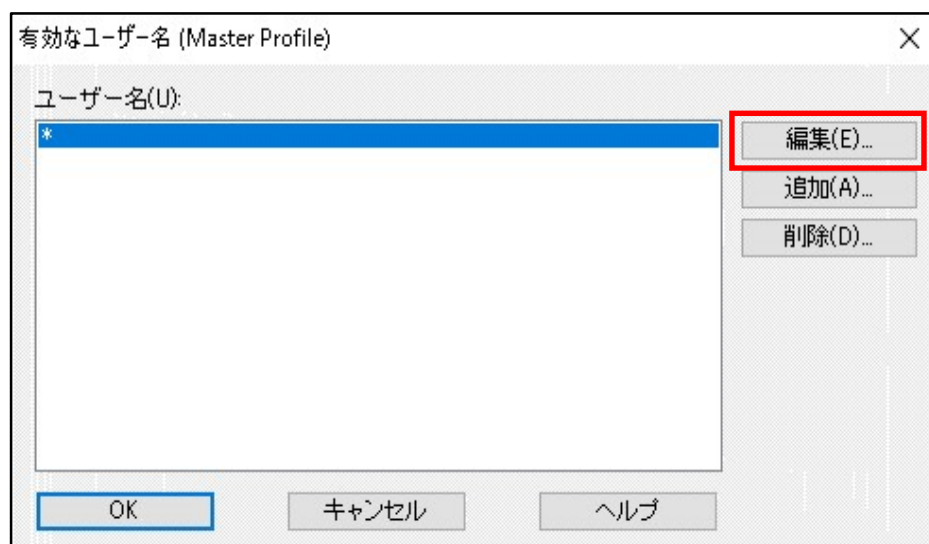 有効なユーザー名 (Master Profile)
ユーザー名(U):
*
編集(E)...
追加(A)...
削除(D)...
OK
キャンセル
ヘルプ